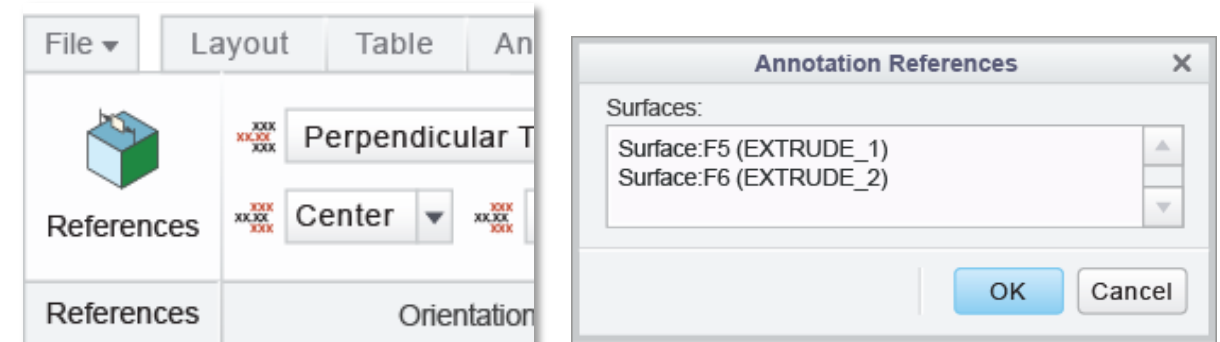 File Layout Table An
Perpendicular T
References Center
References Orientation
Annotation References
Surfaces:
Surface:F5 (EXTRUDE_1)
Surface:F6 (EXTRUDE_2)
OK Cancel